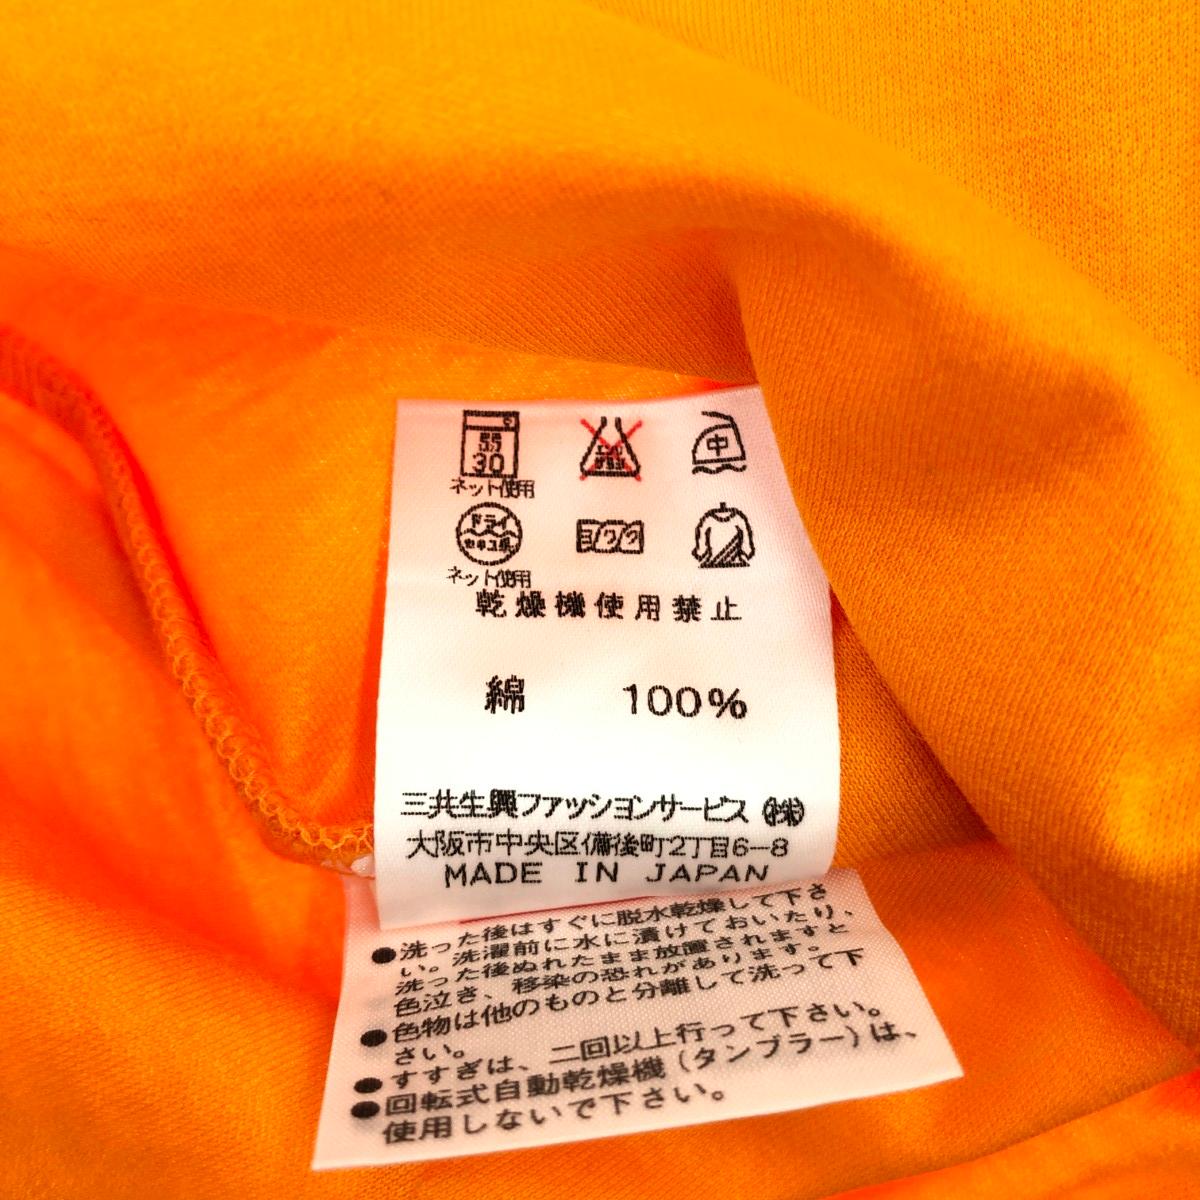 弱
30
ネット使用
エンソ
サラシ
中
ドライ
セキユ系
ネット使用
乾燥機使用禁止
綿 100%
三共生興ファッションサービス㈱
大阪市中央区備後町2丁目6-8
MADE IN JAPAN
●洗った後はすぐに脱水乾燥して下さ
い。洗濯前に水に漬けておいたり、
洗った後ぬれたまま放置されますと
色泣き、移染の恐れがあります。
●色物は他のものと分離して洗って下
さい。
●すすぎは、二回以上行って下さい。
●回転式自動乾燥機(タンブラー)は、
使用しないで下さい。